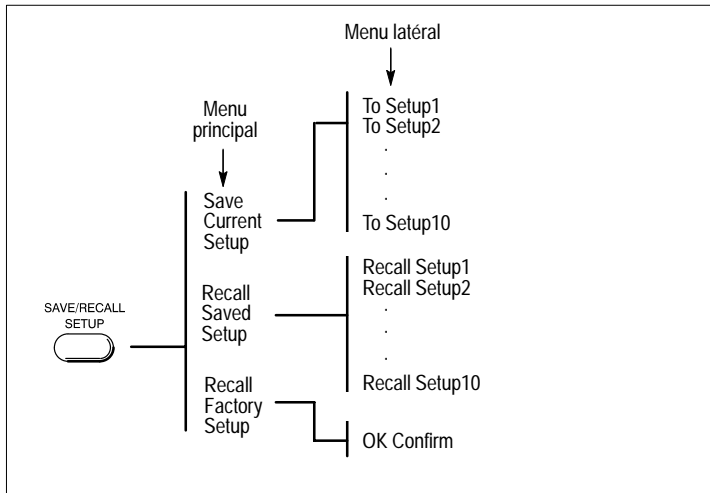 Menu latéral
Menu
principal
To Setup1
To Setup2
.
.
.
To Setup10
Save
Current
Setup
Recall Setup1
Recall Setup2
.
.
.
Recall Setup10
Recall
Saved
Setup
SAVE/RECALL
SETUP
Recall
Factory
Setup
OK Confirm